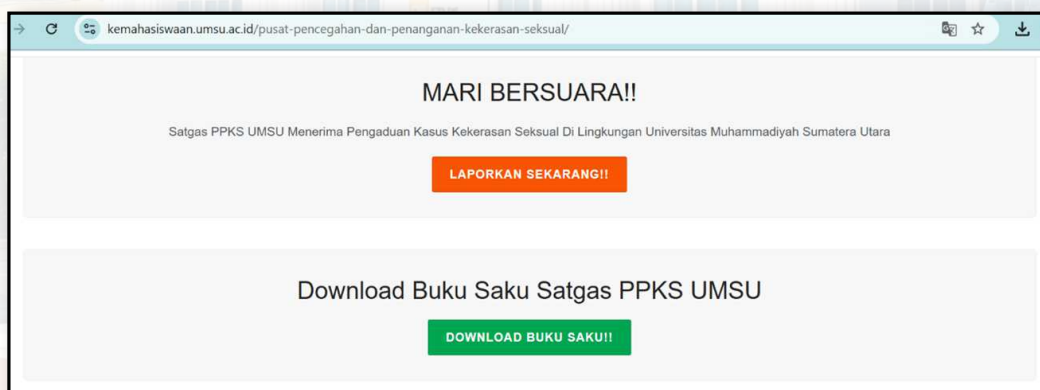 kemahasiswaan.umsu.ac.id/pusat-pencegahan-dan-penanganan-kekerasan-seksual/
MARI BERSUARA!!
Satgas PPKS UMSU Menerima Pengaduan Kasus Kekerasan Seksual Di Lingkungan Universitas Muhammadiyah Sumatera Utara
LAPORKAN SEKARANG!!
Download Buku Saku Satgas PPKS UMSU
DOWNLOAD BUKU SAKU!!